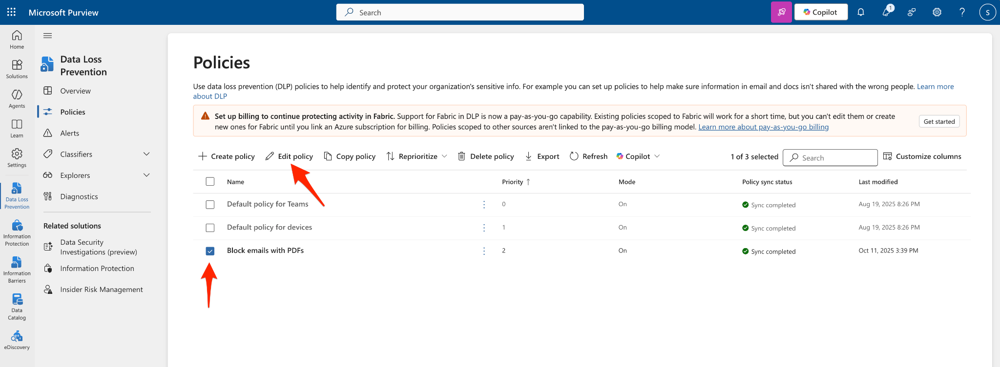 Microsoft Purview
Search
Copilot
1
S
Home
Solutions
Agents
Learn
Settings
Data Loss
Prevention
Information
Protection
Information
Barriers
Data
Catalog
eDiscovery
Data Loss
Prevention
Overview
Policies
Alerts
Classifiers
Explorers
Diagnostics
Related solutions
Data Security
Investigations (preview)
Information Protection
Insider Risk Management
Policies
Use data loss prevention (DLP) policies to help identify and protect your organization's sensitive info. For example you can set up policies to help make sure information in email and docs isn't shared with the wrong people. Learn more
about DLP
Set up billing to continue protecting activity in Fabric. Support for Fabric in DLP is now a pay-as-you-go capability. Existing policies scoped to Fabric will work for a short time, but you can't edit them or create
new ones for Fabric until you link an Azure subscription for billing. Policies scoped to other sources aren't linked to the pay-as-you-go billing model. Learn more about pay-as-you-go billing
Get started
Create policy Edit policy Copy policy Reprioritize Delete policy Export Refresh Copilot 1 of 3 selected Search Customize columns
Name Priority Mode Policy sync status Last modified
Default policy for Teams 0 On Sync completed Aug 19, 2025 8:26 PM
Default policy for devices 1 On Sync completed Aug 19, 2025 8:26 PM
Block emails with PDFs 2 On Sync completed Oct 11, 2025 3:39 PM